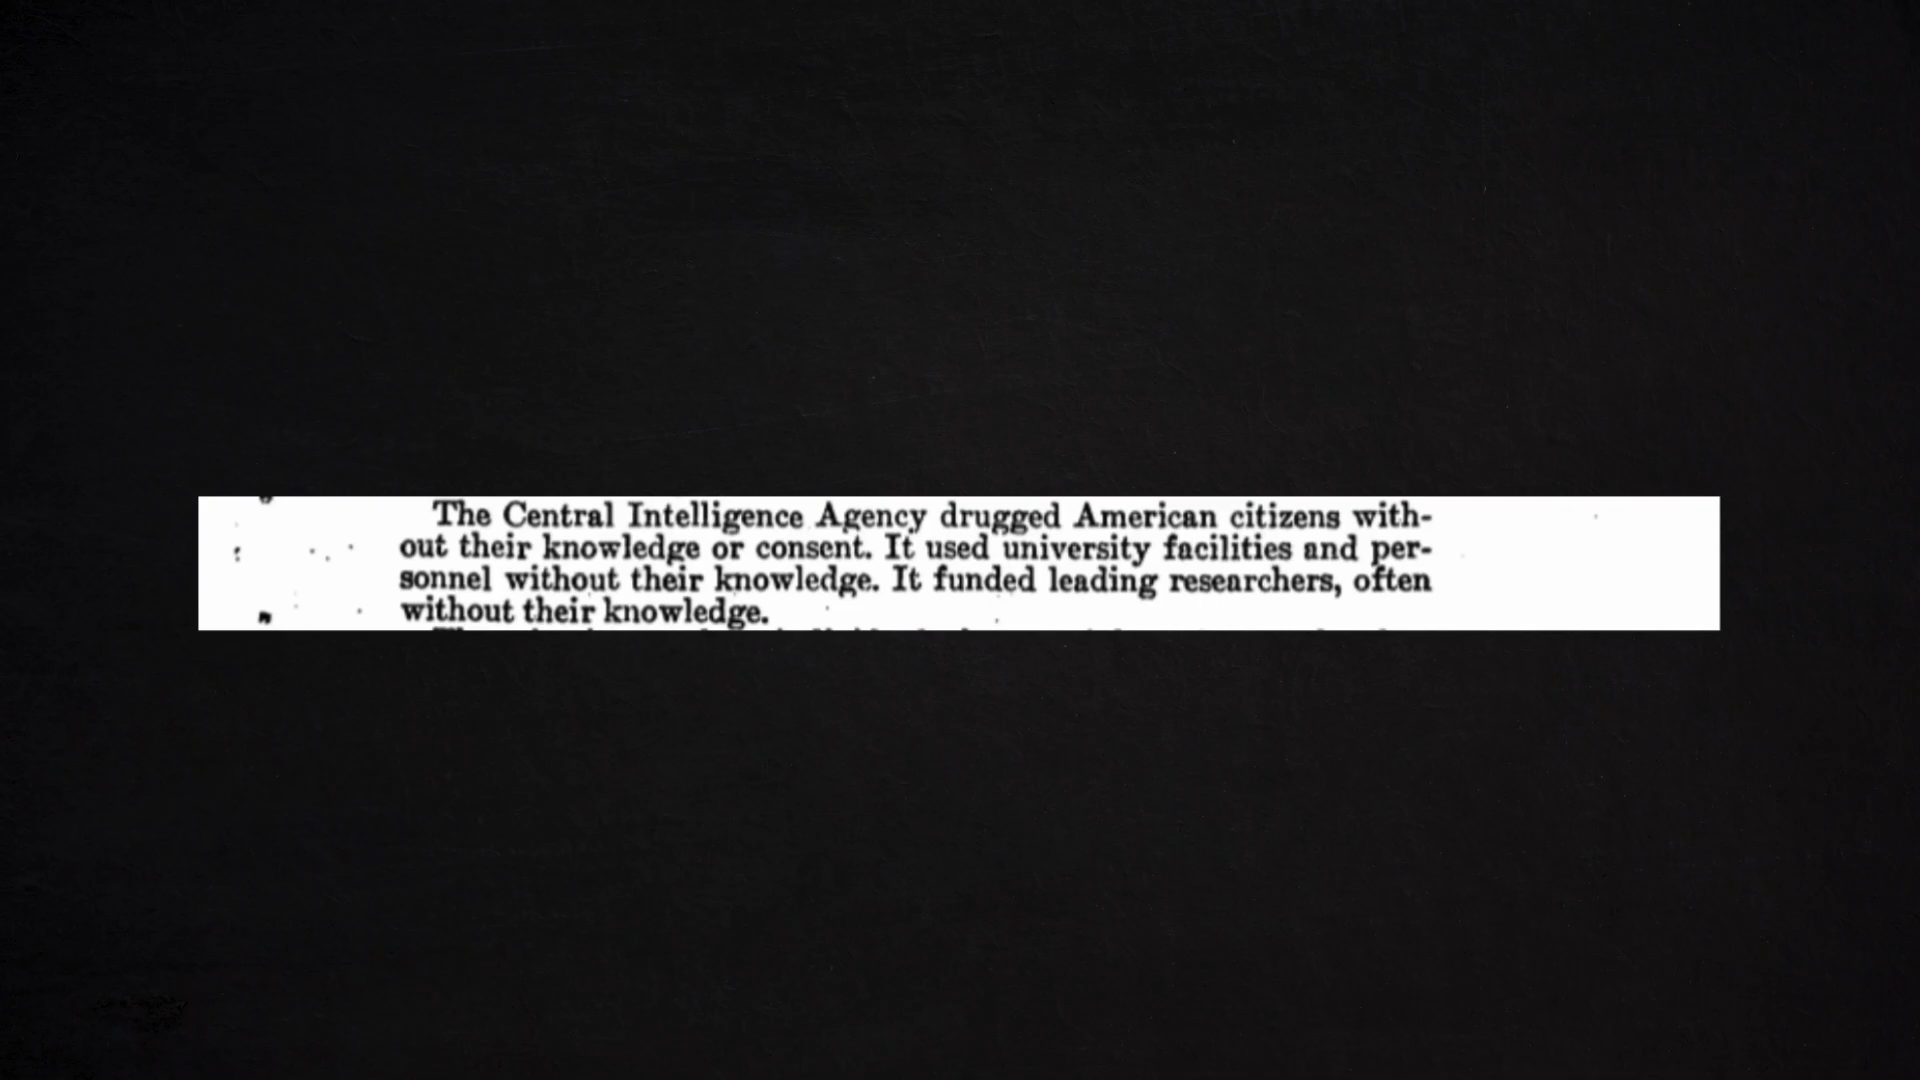 The Central Intelligence Agency drugged American citizens with-
out their knowledge or consent. It used university facilities and per-
sonnel without their knowledge. It funded leading researchers, often
without their knowledge.